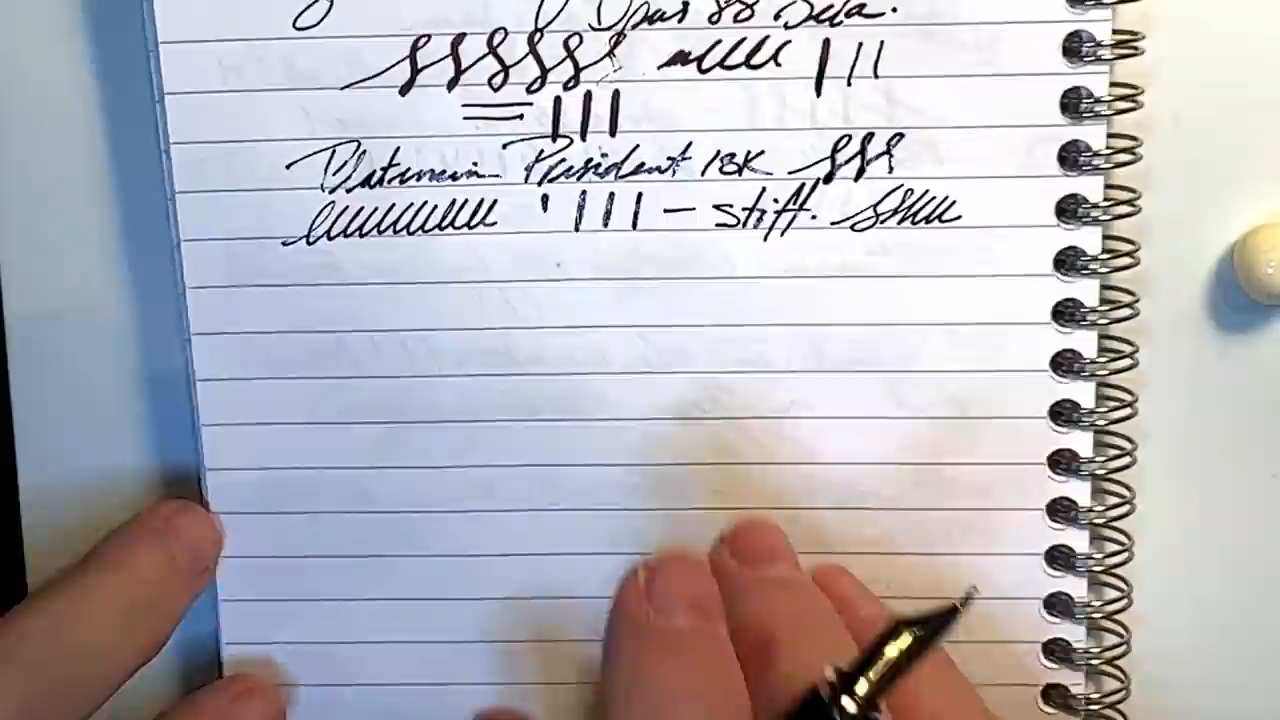 Opus 88 Bela.
Platinum President 18K
– stiff.